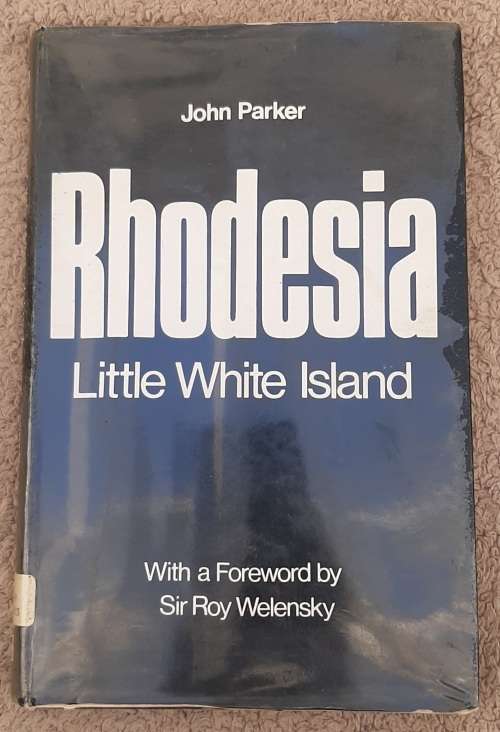 John Parker
Rhodesia
Little White Island
With a Foreword by
Sir Roy Welensky